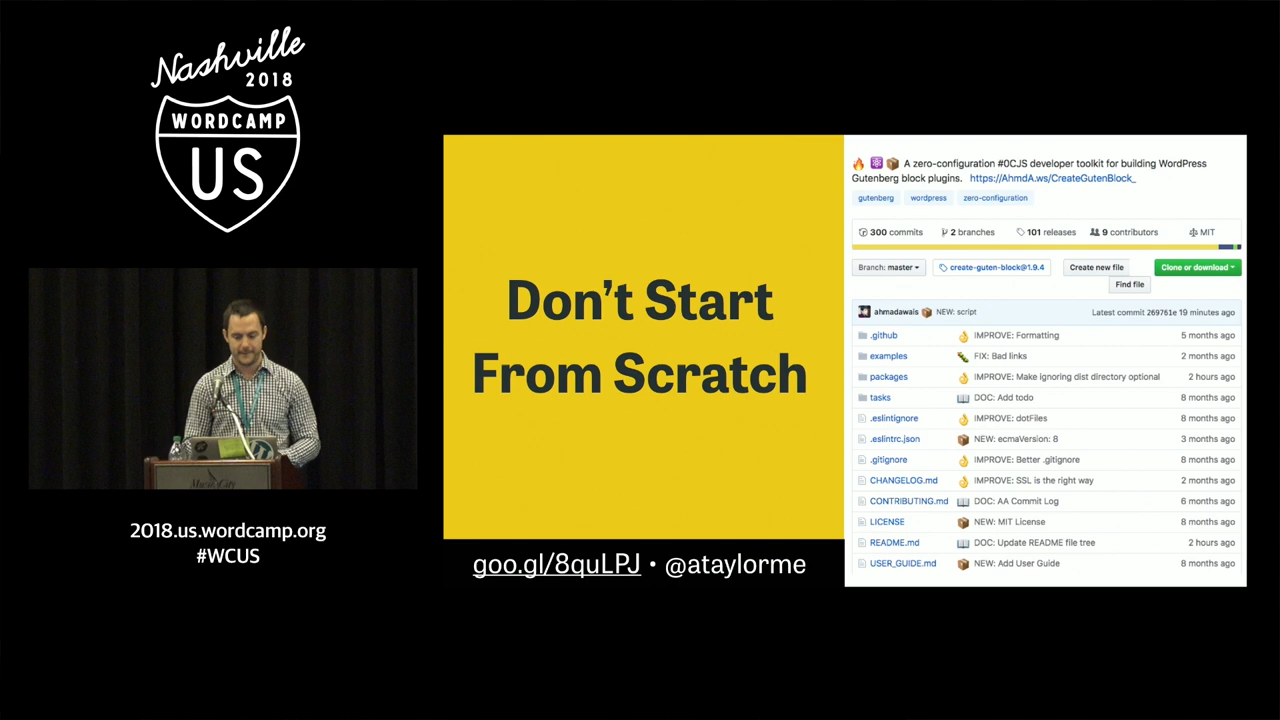 Nashville
2018
WORDCAMP
US
Music City
2018.us.wordcamp.org
#WCUS
Don't Start
From Scratch
goo.gl/8quLPJ • @ataylorme
🔥 ⚛️ 📦 A zero-configuration #0CJS developer toolkit for building WordPress
Gutenberg block plugins. https://AhmdA.ws/CreateGutenBlock_
gutenberg wordpress zero-configuration
300 commits 2 branches 101 releases 9 contributors MIT
Branch: master create-guten-block@1.9.4 Create new file Clone or download
Find file
ahmadawais 📦 NEW: script Latest commit 269761e 19 minutes ago
.github 👌 IMPROVE: Formatting 5 months ago
examples 🐛 FIX: Bad links 2 months ago
packages 👌 IMPROVE: Make ignoring dist directory optional 2 hours ago
tasks 📖 DOC: Add todo 8 months ago
.eslintignore 👌 IMPROVE: dotFiles 8 months ago
.eslintrc.json 📦 NEW: ecmaVersion: 8 3 months ago
.gitignore 👌 IMPROVE: Better .gitignore 8 months ago
CHANGELOG.md 👌 IMPROVE: SSL is the right way 2 months ago
CONTRIBUTING.md 📖 DOC: AA Commit Log 6 months ago
LICENSE 📦 NEW: MIT License 8 months ago
README.md 📖 DOC: Update README file tree 2 hours ago
USER_GUIDE.md 📦 NEW: Add User Guide 8 months ago